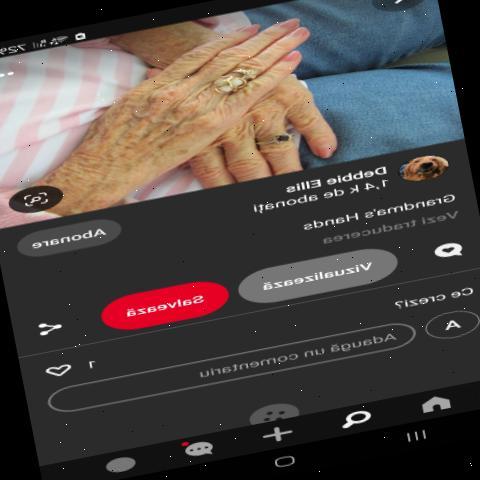 72%
Debbie Ellis
1,4 k de abonați
Abonare
Grandma's Hands
Vezi traducerea
Vizualizează
Salvează
Ce crezi?
1
A
Adaugă un comentariu